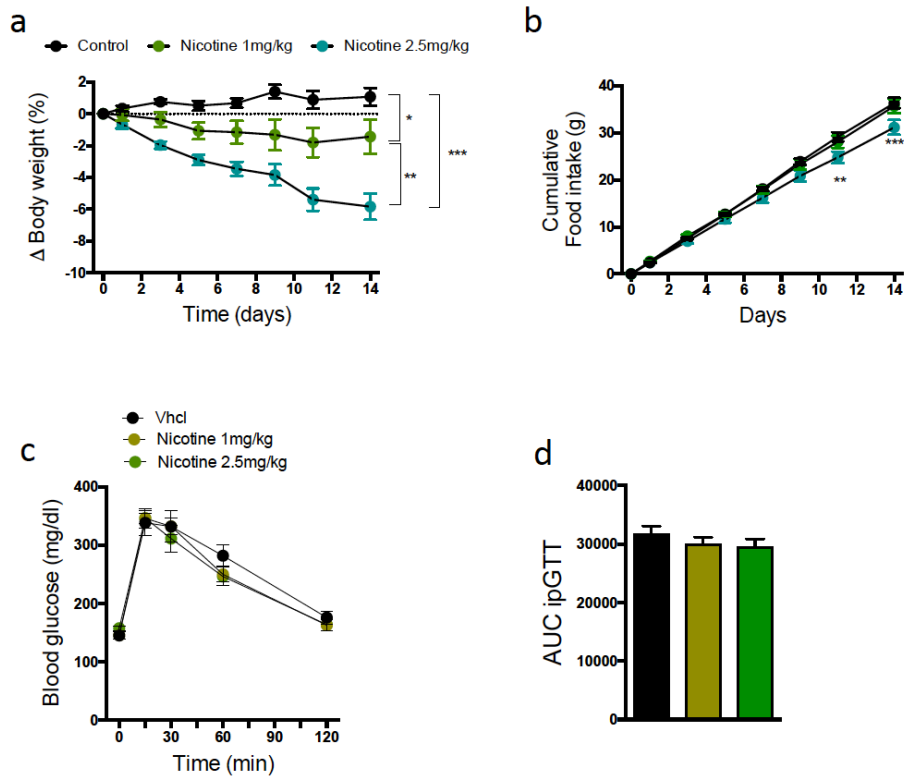 a
Control Nicotine 1mg/kg Nicotine 2.5mg/kg
Δ Body weight (%)
2
0
-2
-4
-6
-8
-10
*
**
***
0 2 4 6 8 10 12 14
Time (days)
b
Cumulative
Food intake (g)
40
30
20
10
0
**
***
0 2 4 6 8 10 12 14
Days
c
Vhcl
Nicotine 1mg/kg
Nicotine 2.5mg/kg
Blood glucose (mg/dl)
400
300
200
100
0
0 30 60 90 120
Time (min)
d
AUC ipGTT
40000
30000
20000
10000
0